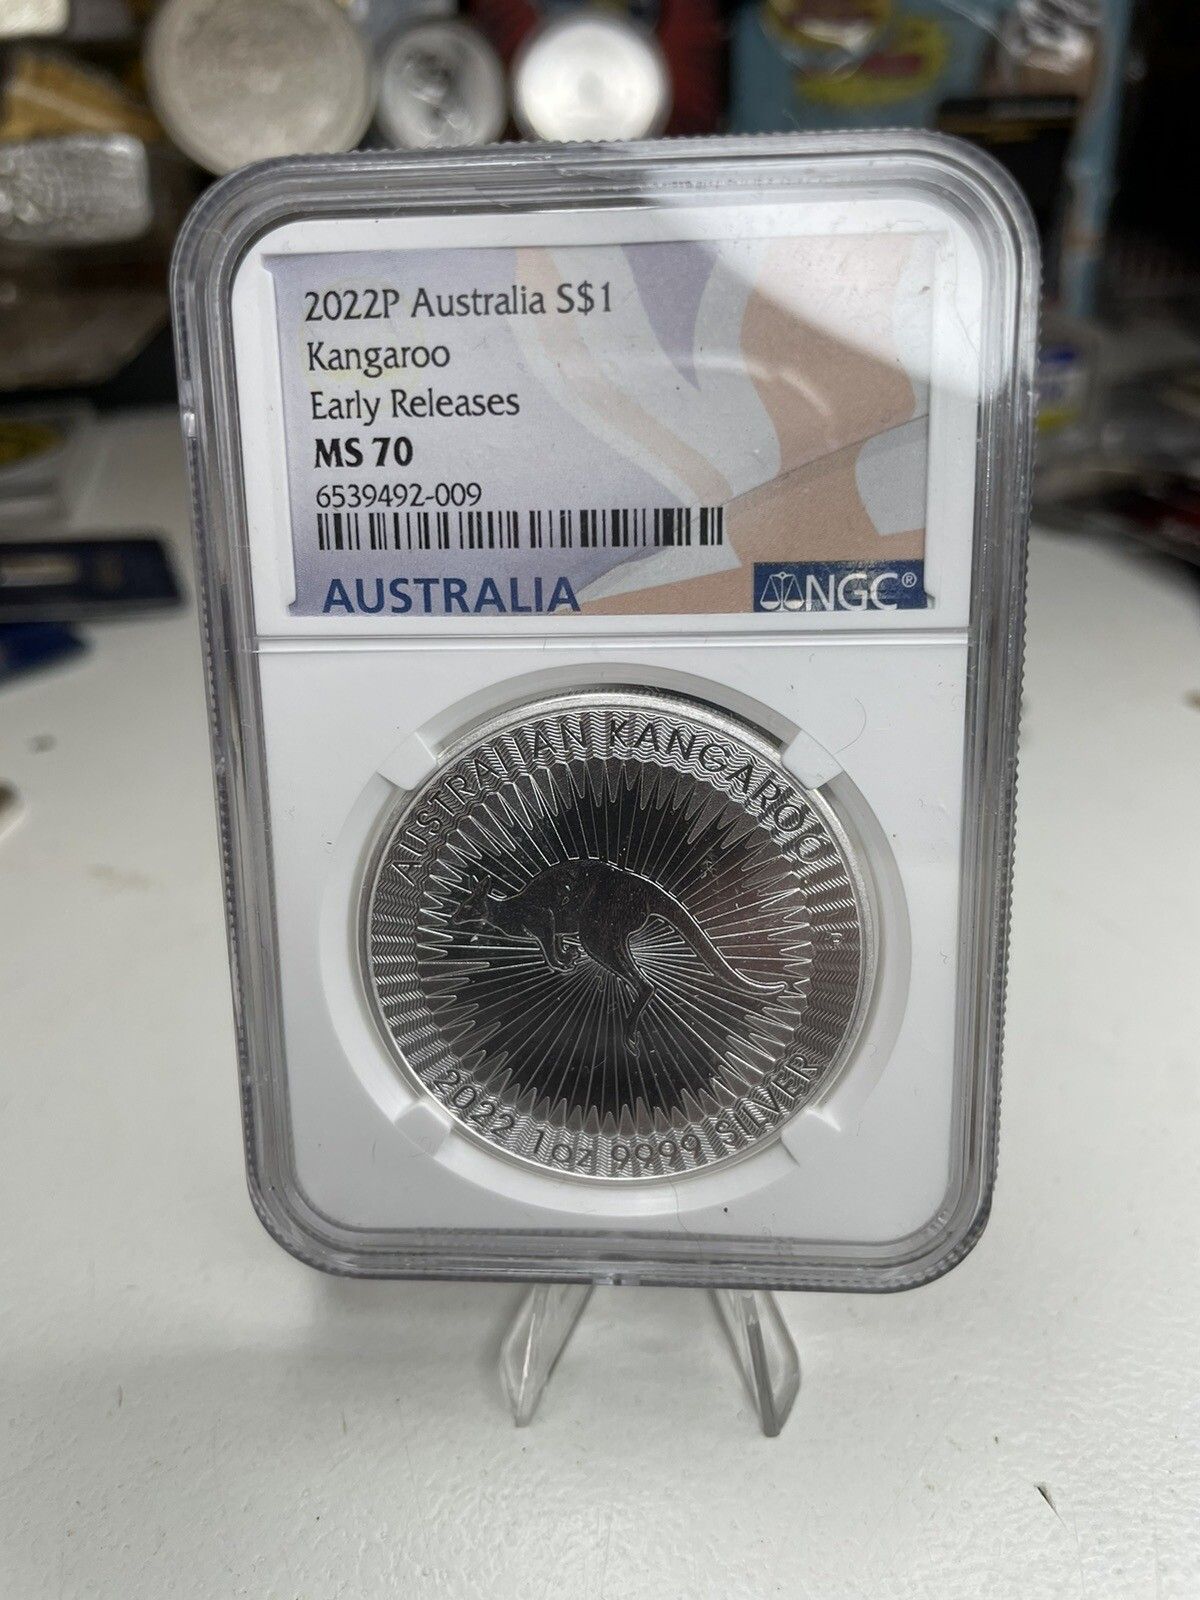 2022P Australia S$1
Kangaroo
Early Releases
MS 70
6539492-009
AUSTRALIA
NGC®
AUSTRALIAN KANGAROO
P
2022 1oz 9999 SILVER